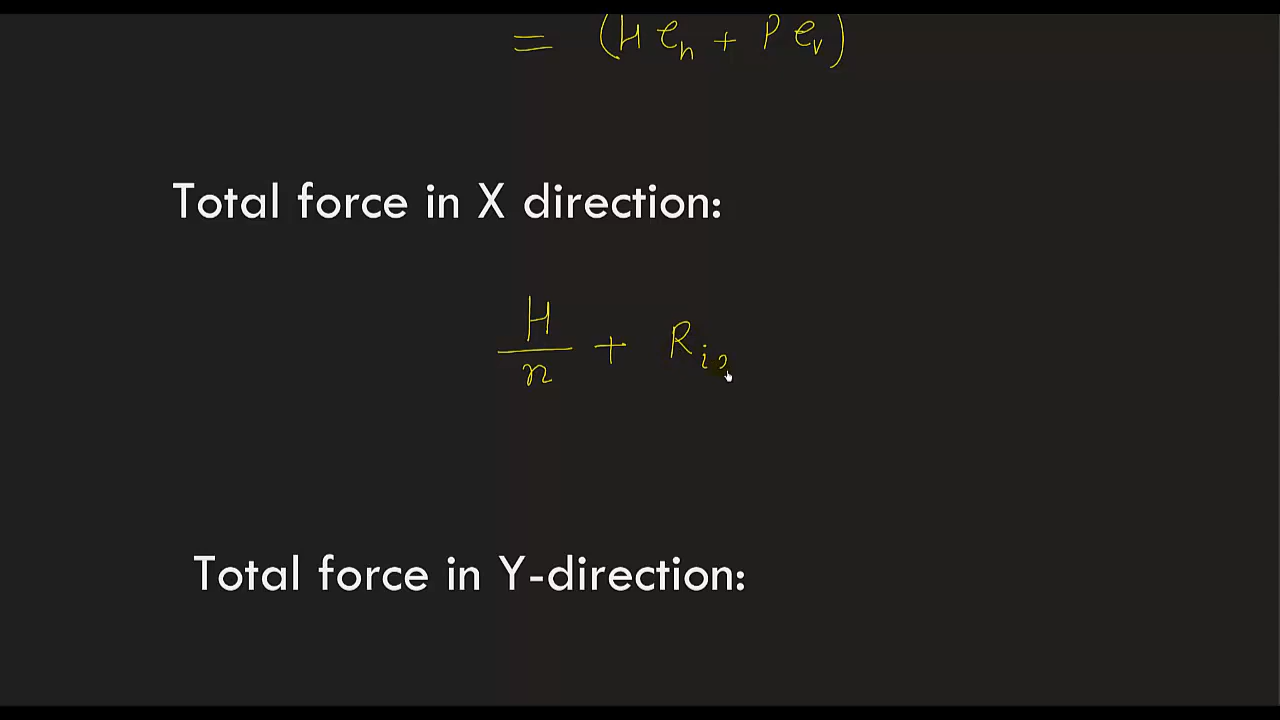 = (H e_h + P e_v)
Total force in X direction:
H/n + R_i
Total force in Y-direction: